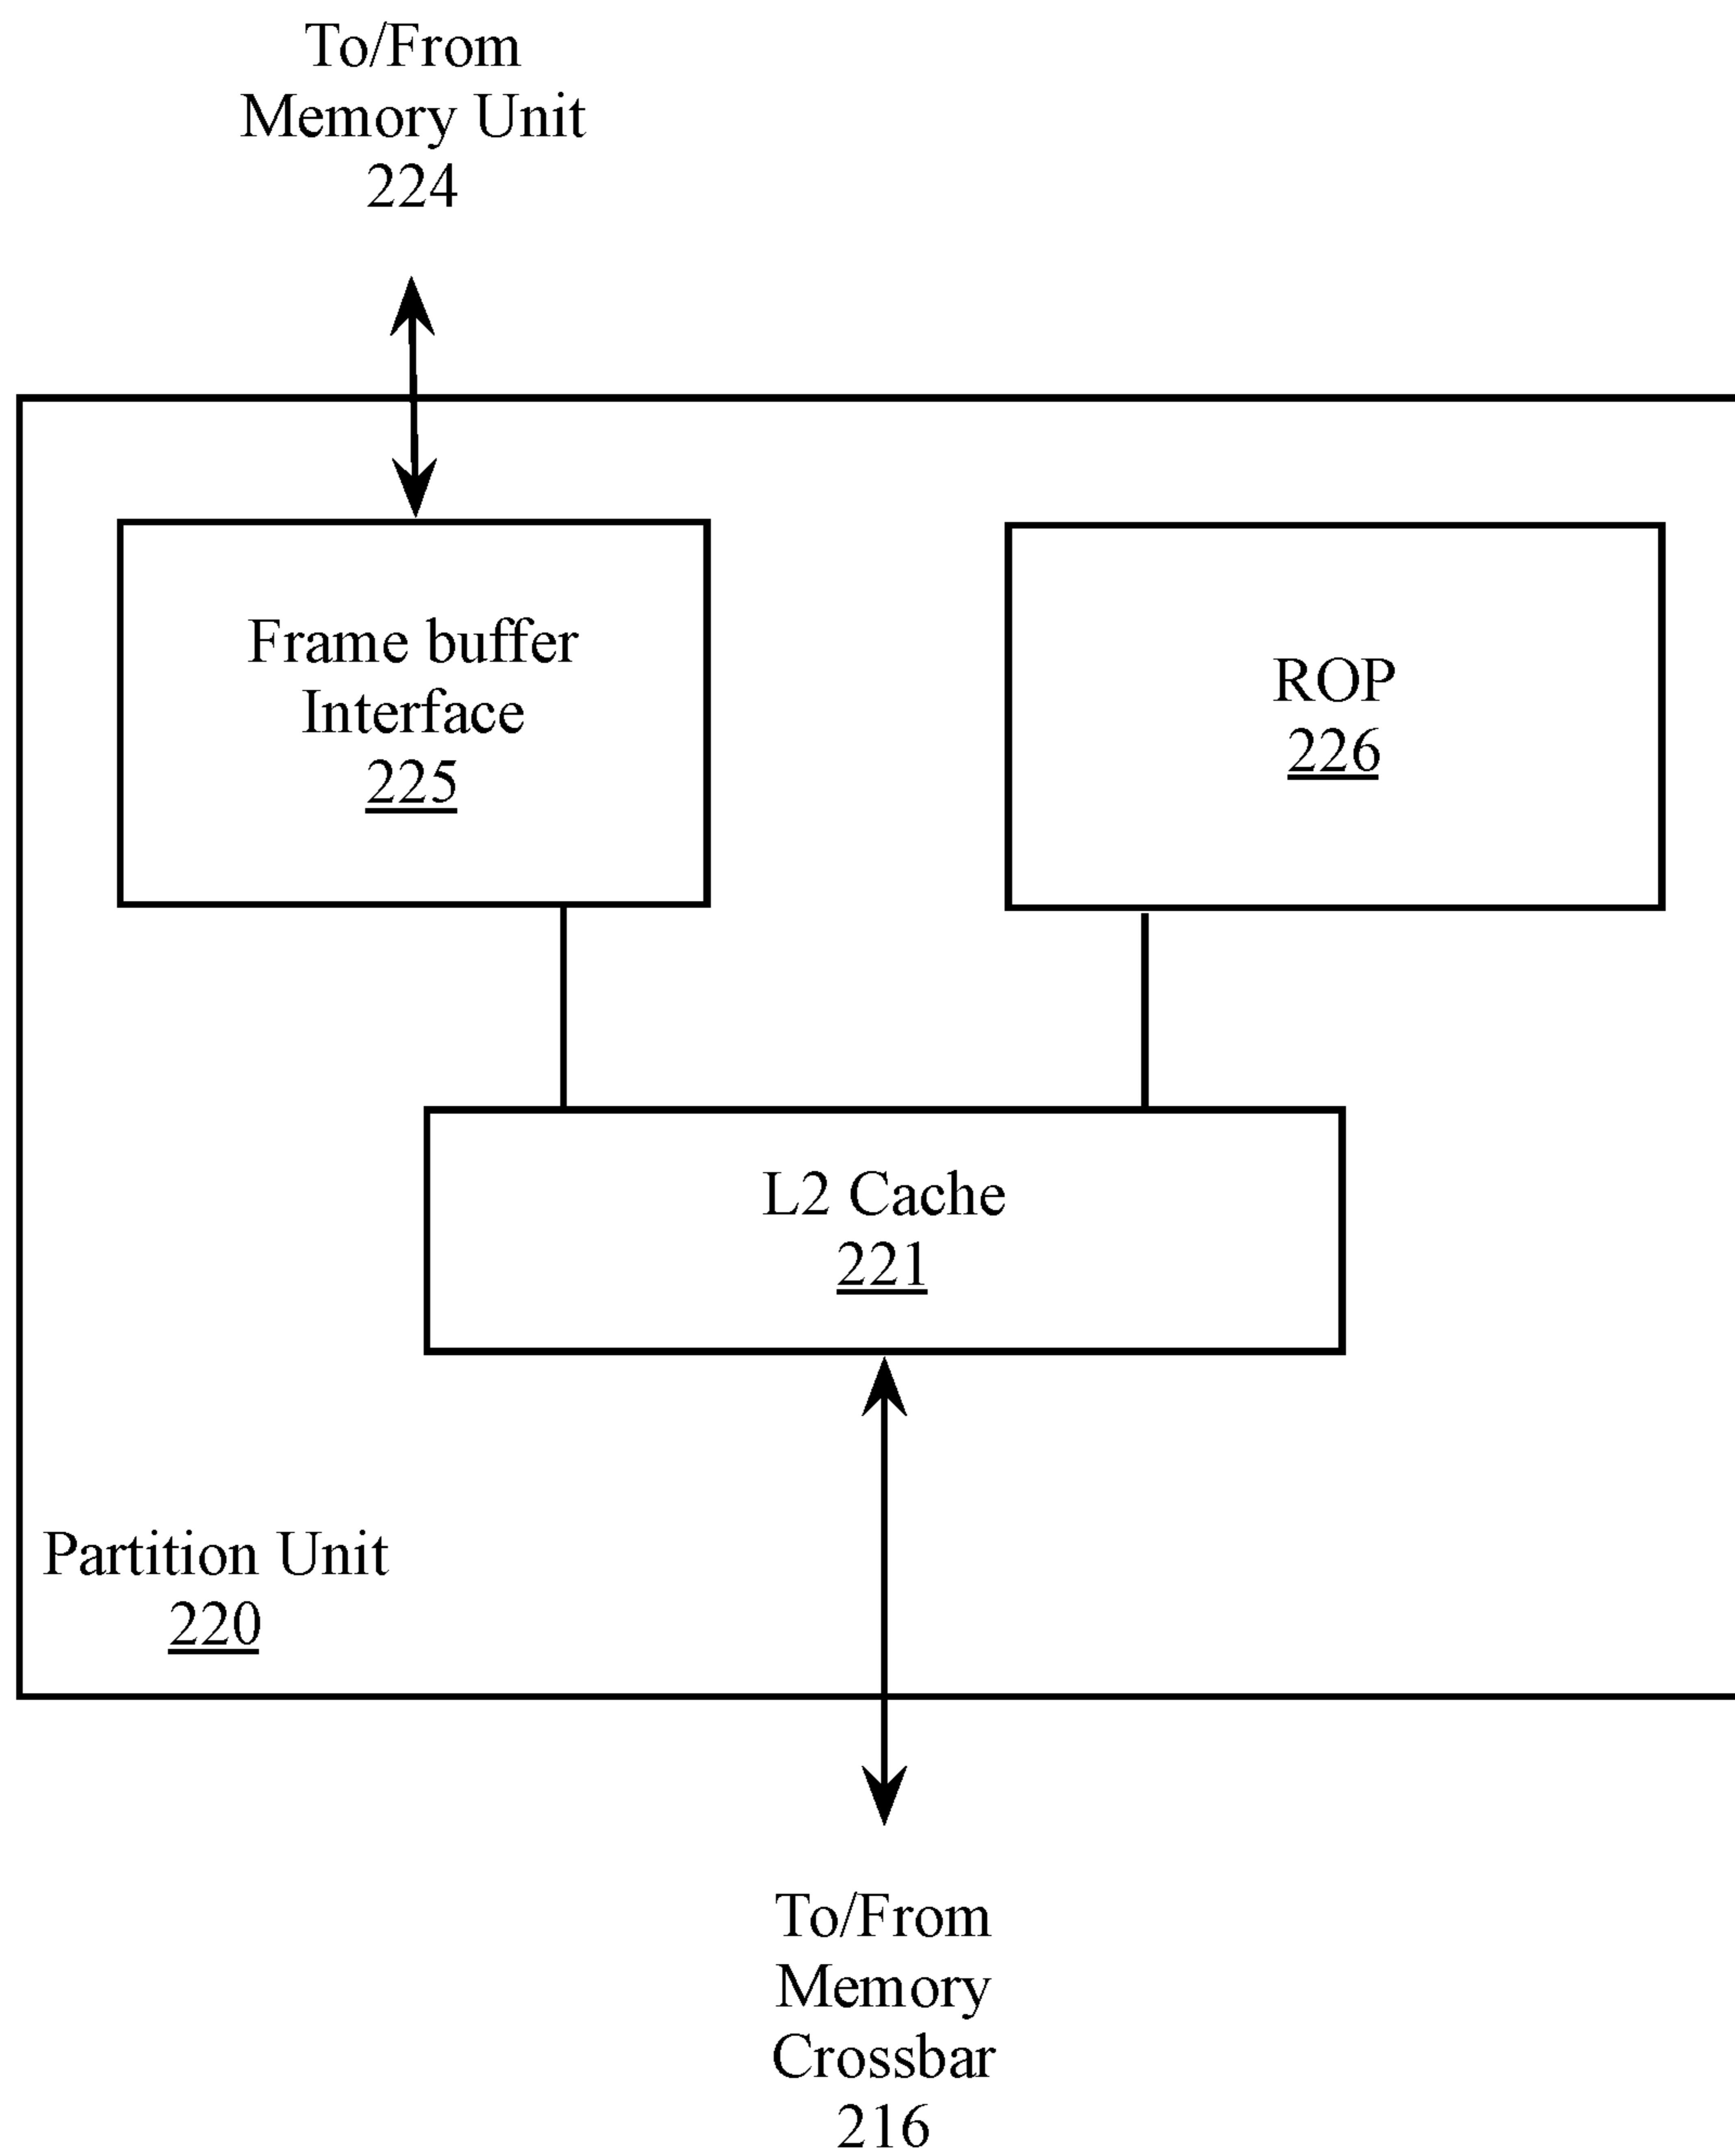 To/From
Memory Unit
224
Frame buffer
Interface
225
ROP
226
L2 Cache
221
Partition Unit
220
To/From
Memory
Crossbar
216